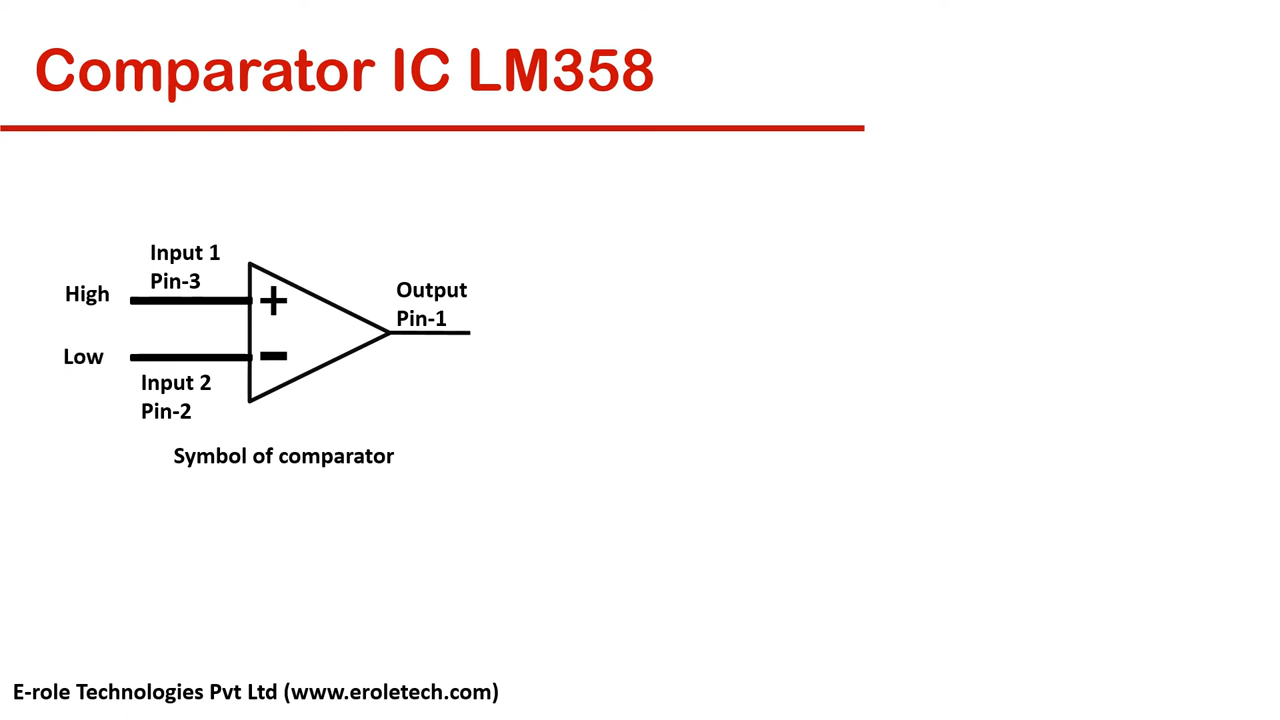 Comparator IC LM358
Input 1
Pin-3
High
+
Output
Pin-1
Low
−
Input 2
Pin-2
Symbol of comparator
E-role Technologies Pvt Ltd (www.eroletech.com)